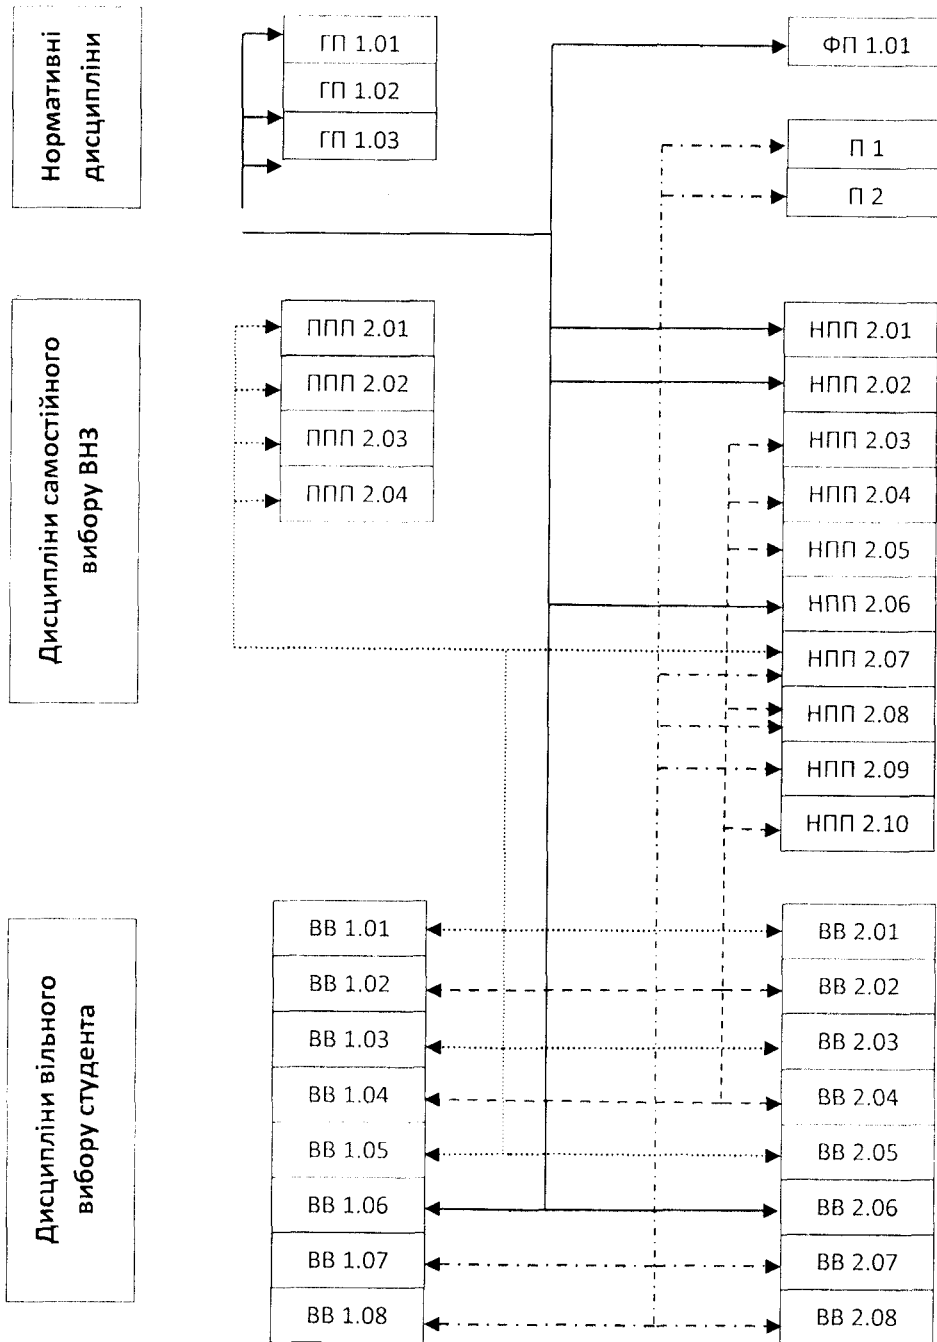 Нормативні
дисципліни
ГП 1.01
ГП 1.02
ГП 1.03
ФП 1.01
П 1
П 2
Дисципліни самостійного
вибору ВНЗ
ППП 2.01
ППП 2.02
ППП 2.03
ППП 2.04
НПП 2.01
НПП 2.02
НПП 2.03
НПП 2.04
НПП 2.05
НПП 2.06
НПП 2.07
НПП 2.08
НПП 2.09
НПП 2.10
Дисципліни вільного
вибору студента
ВВ 1.01
ВВ 1.02
ВВ 1.03
ВВ 1.04
ВВ 1.05
ВВ 1.06
ВВ 1.07
ВВ 1.08
ВВ 2.01
ВВ 2.02
ВВ 2.03
ВВ 2.04
ВВ 2.05
ВВ 2.06
ВВ 2.07
ВВ 2.08